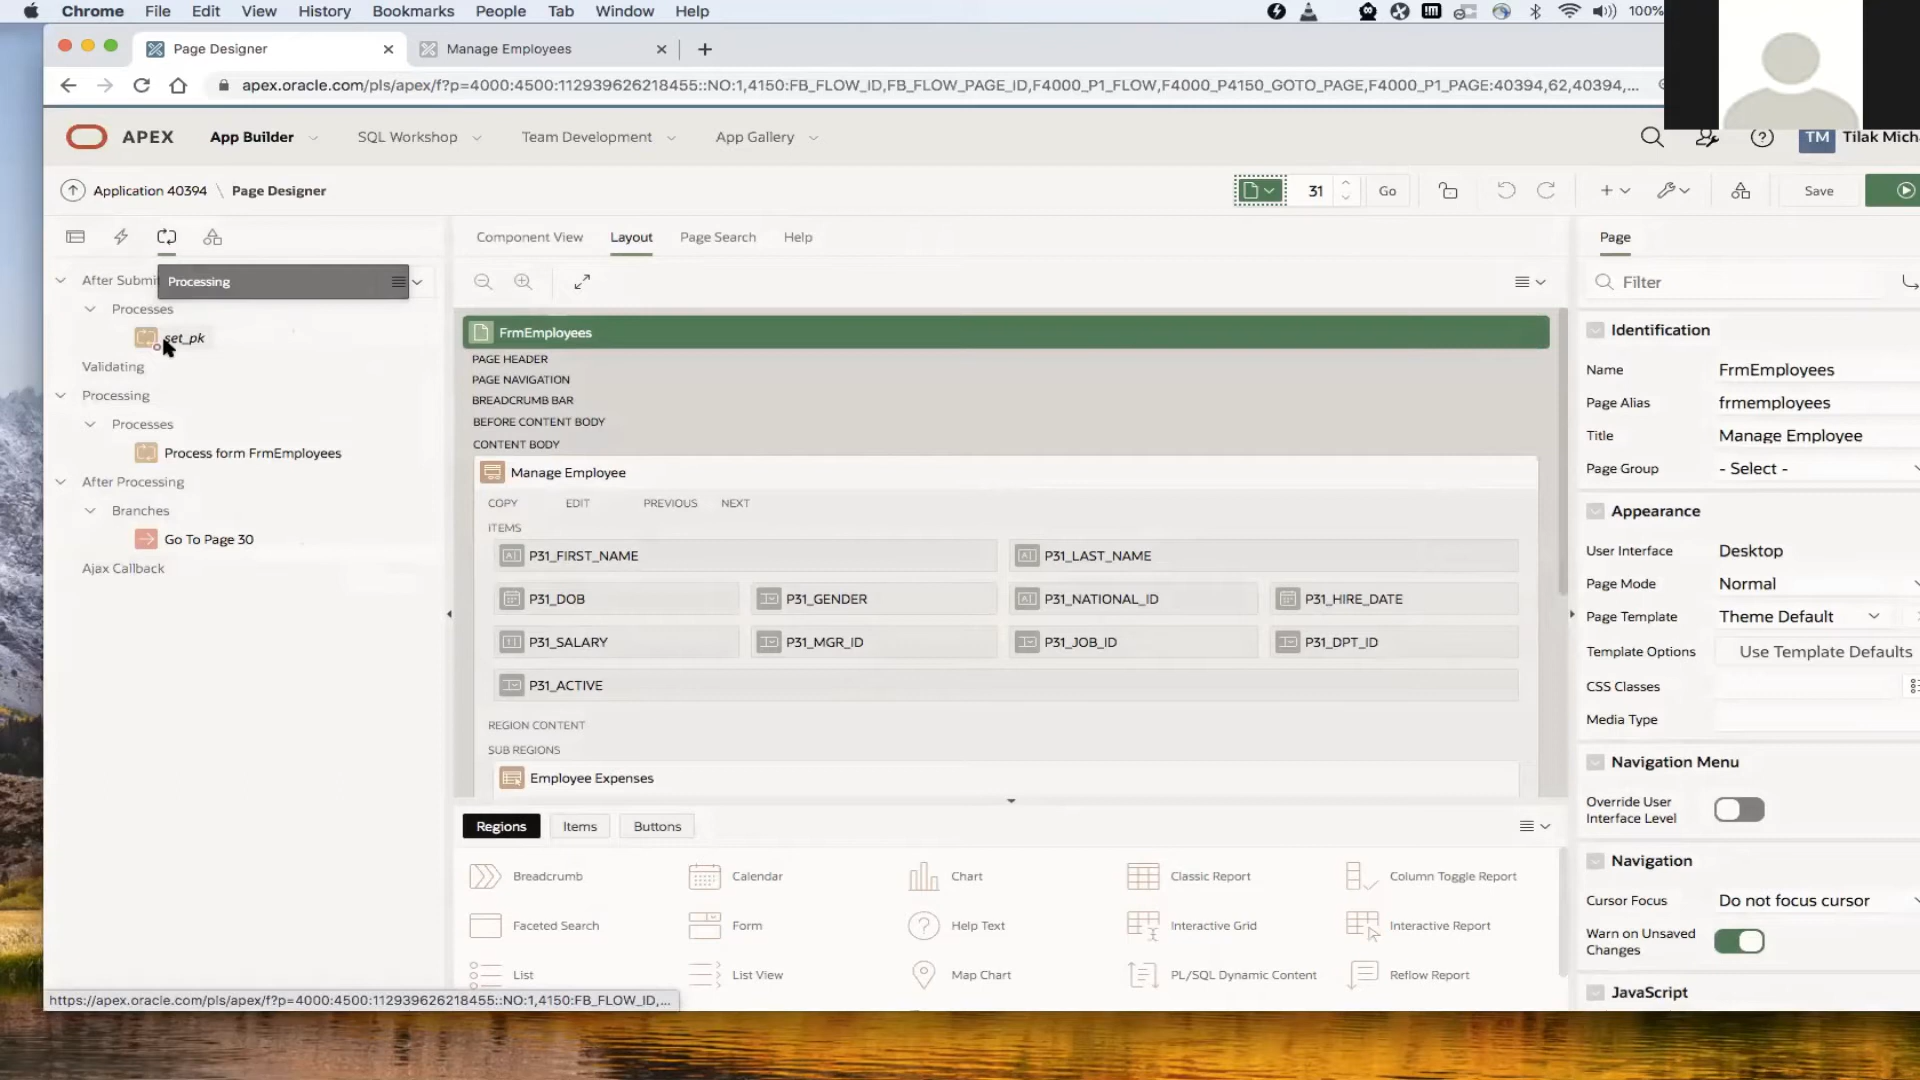 Chrome File Edit View History Bookmarks People Tab Window Help 100%
Page Designer Manage Employees
apex.oracle.com/pls/apex/f?p=4000:4500:112939626218455::NO:1,4150:FB_FLOW_ID,FB_FLOW_PAGE_ID,F4000_P1_FLOW,F4000_P4150_GOTO_PAGE,F4000_P1_PAGE:40394,62,40394,...
APEX App Builder SQL Workshop Team Development App Gallery TM Tilak Mich
Application 40394 \ Page Designer 31 Go Save
Component View Layout Page Search Help Page
After Submi Processing
Processes
set_pk
Validating
Processing
Processes
Process form FrmEmployees
After Processing
Branches
Go To Page 30
Ajax Callback
FrmEmployees
PAGE HEADER
PAGE NAVIGATION
BREADCRUMB BAR
BEFORE CONTENT BODY
CONTENT BODY
Manage Employee
COPY EDIT PREVIOUS NEXT
ITEMS
P31_FIRST_NAME P31_LAST_NAME
P31_DOB P31_GENDER P31_NATIONAL_ID P31_HIRE_DATE
P31_SALARY P31_MGR_ID P31_JOB_ID P31_DPT_ID
P31_ACTIVE
REGION CONTENT
SUB REGIONS
Employee Expenses
Regions Items Buttons
Breadcrumb Calendar Chart Classic Report Column Toggle Report
Faceted Search Form Help Text Interactive Grid Interactive Report
List List View Map Chart PL/SQL Dynamic Content Reflow Report
Filter
Identification
Name FrmEmployees
Page Alias frmemployees
Title Manage Employee
Page Group - Select -
Appearance
User Interface Desktop
Page Mode Normal
Page Template Theme Default
Template Options Use Template Defaults
CSS Classes
Media Type
Navigation Menu
Override User
Interface Level
Navigation
Cursor Focus Do not focus cursor
Warn on Unsaved
Changes
JavaScript
https://apex.oracle.com/pls/apex/f?p=4000:4500:112939626218455::NO:1,4150:FB_FLOW_ID,...